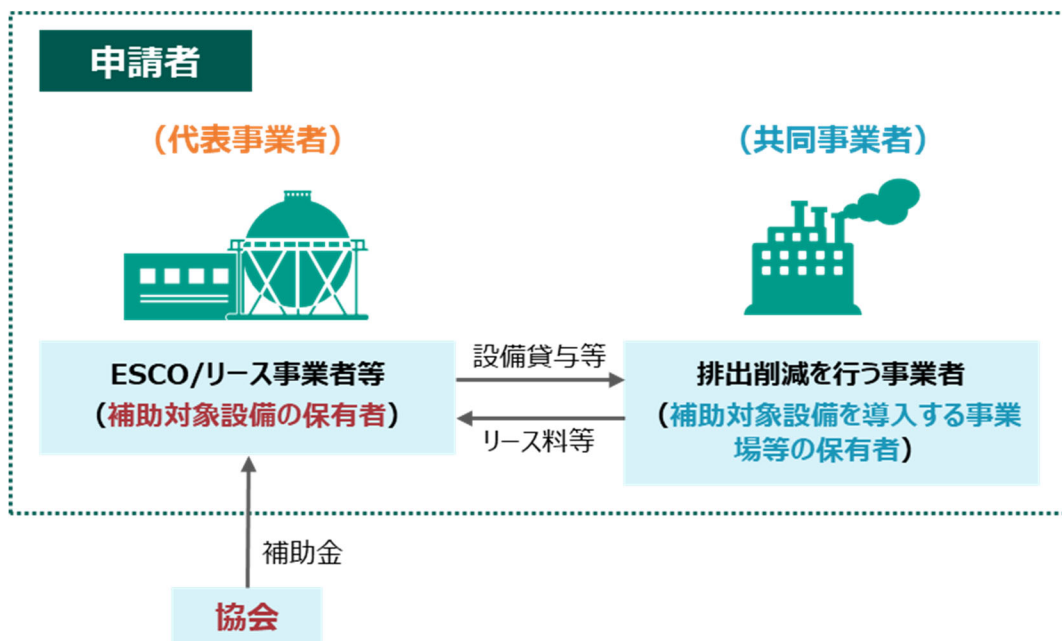 申請者
（代表事業者）
（共同事業者）
ESCO/リース事業者等
（補助対象設備の保有者）
設備貸与等
リース料等
排出削減を行う事業者
（補助対象設備を導入する事業
場等の保有者）
補助金
協会